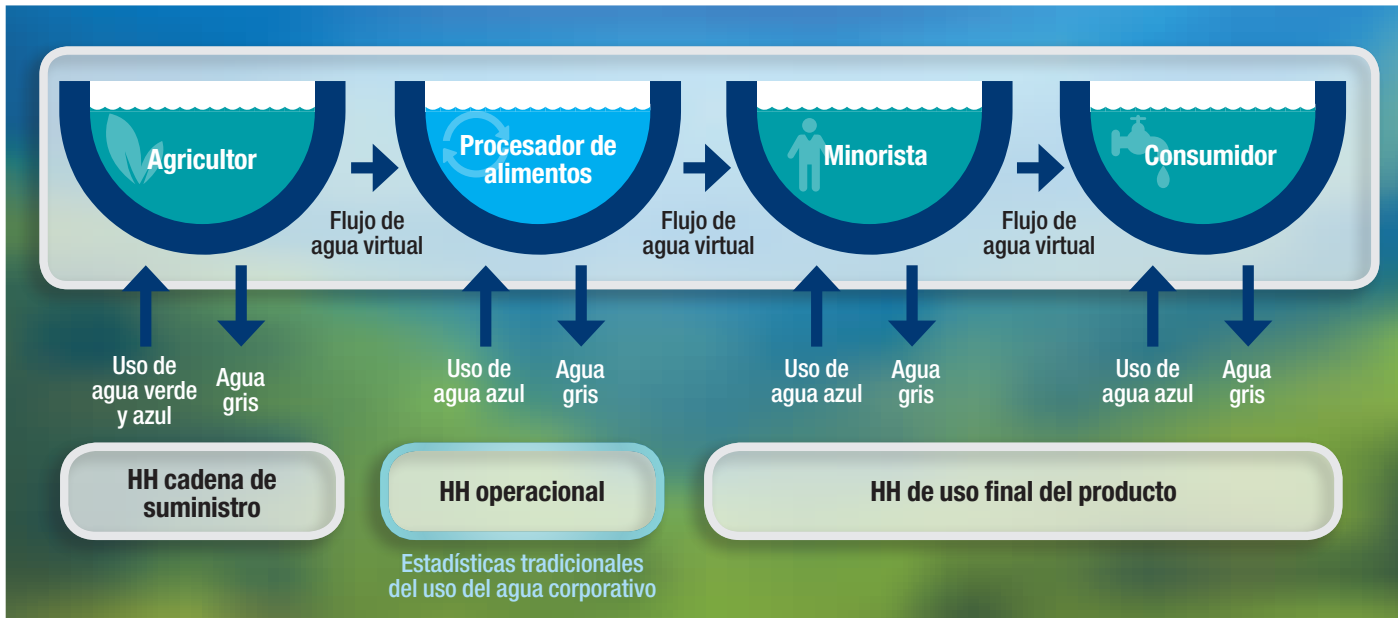 Agricultor
Procesador de
alimentos
Minorista
Consumidor
Flujo de
agua virtual
Flujo de
agua virtual
Flujo de
agua virtual
Uso de
agua verde
y azul
Agua
gris
Uso de
agua azul
Agua
gris
Uso de
agua azul
Agua
gris
Uso de
agua azul
Agua
gris
HH cadena de
suministro
HH operacional
HH de uso final del producto
Estadísticas tradicionales
del uso del agua corporativo